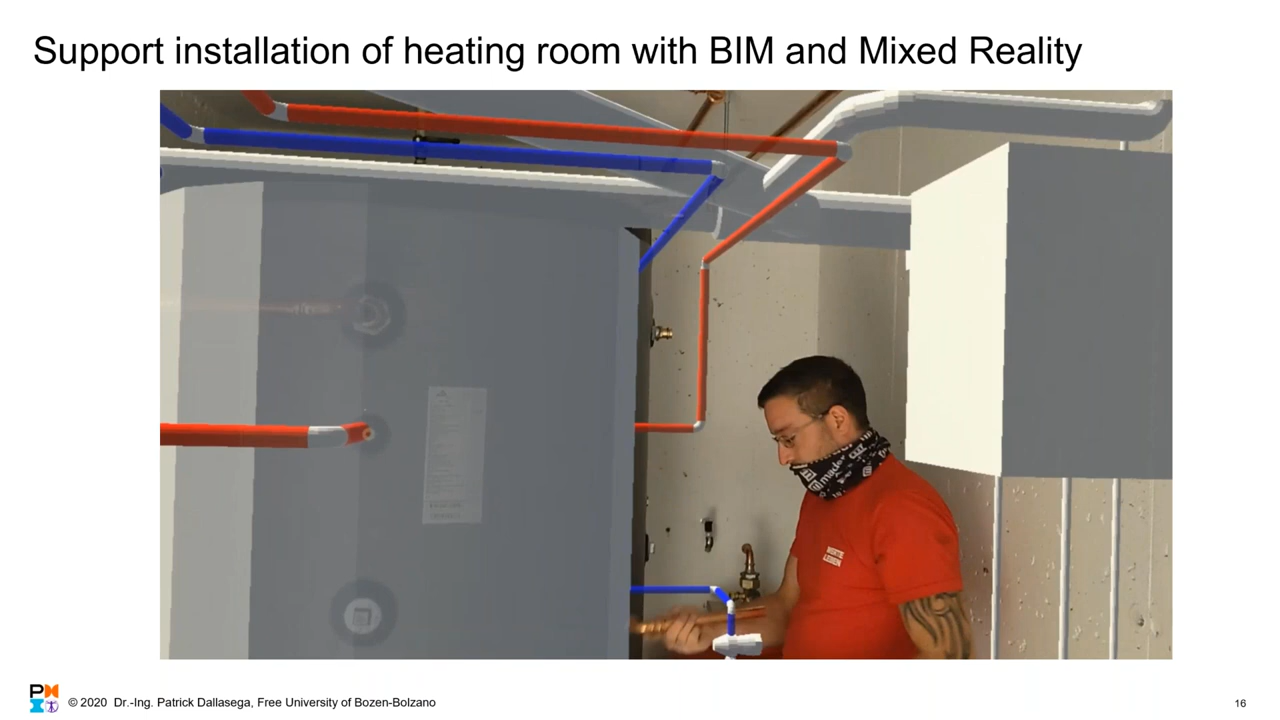 Support installation of heating room with BIM and Mixed Reality
made
© 2020 Dr.-Ing. Patrick Dallasega, Free University of Bozen-Bolzano
16